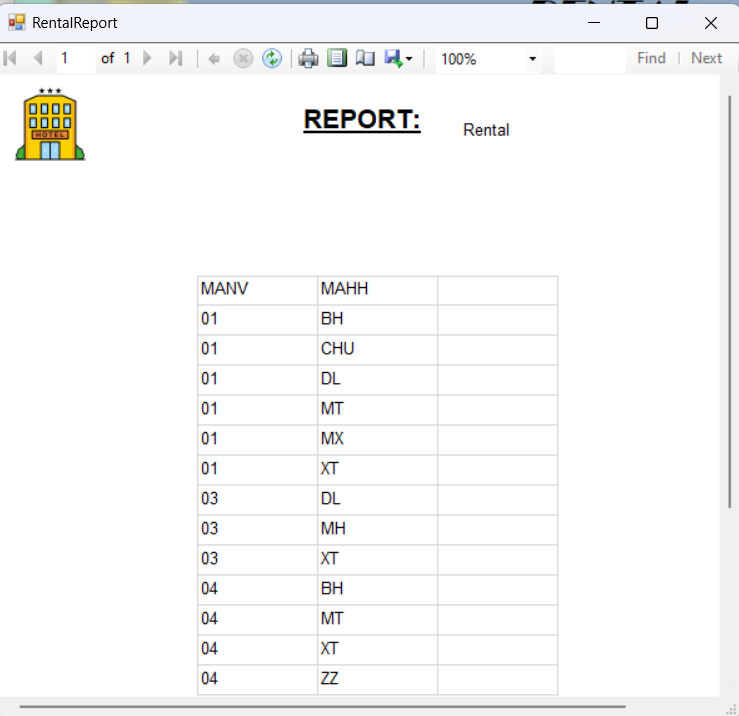 RentalReport
1 of 1 100% Find | Next
HOTEL
REPORT: Rental
MANV MAHH
01 BH
01 CHU
01 DL
01 MT
01 MX
01 XT
03 DL
03 MH
03 XT
04 BH
04 MT
04 XT
04 ZZ